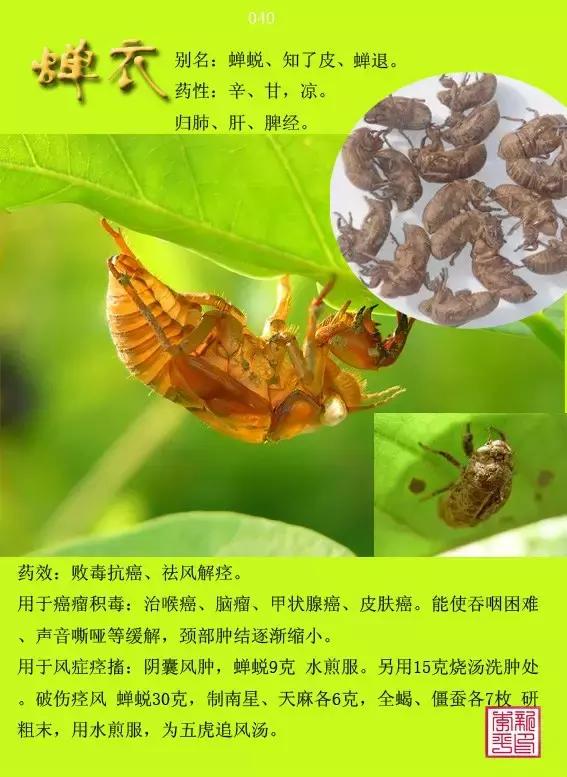 040
蝉衣
别名：蝉蜕、知了皮、蝉退。
药性：辛、甘，凉。
归肺、肝、脾经。
药效：败毒抗癌、祛风解痉。
用于癌瘤积毒：治喉癌、脑瘤、甲状腺癌、皮肤癌。能使吞咽困难
、声音嘶哑等缓解，颈部肿结逐渐缩小。
用于风症痉搐：阴囊风肿，蝉蜕9克 水煎服。另用15克烧汤洗肿处
。破伤痉风 蝉蜕30克，制南星、天麻各6克，全蝎、僵蚕各7枚 研
粗末，用水煎服，为五虎追风汤。